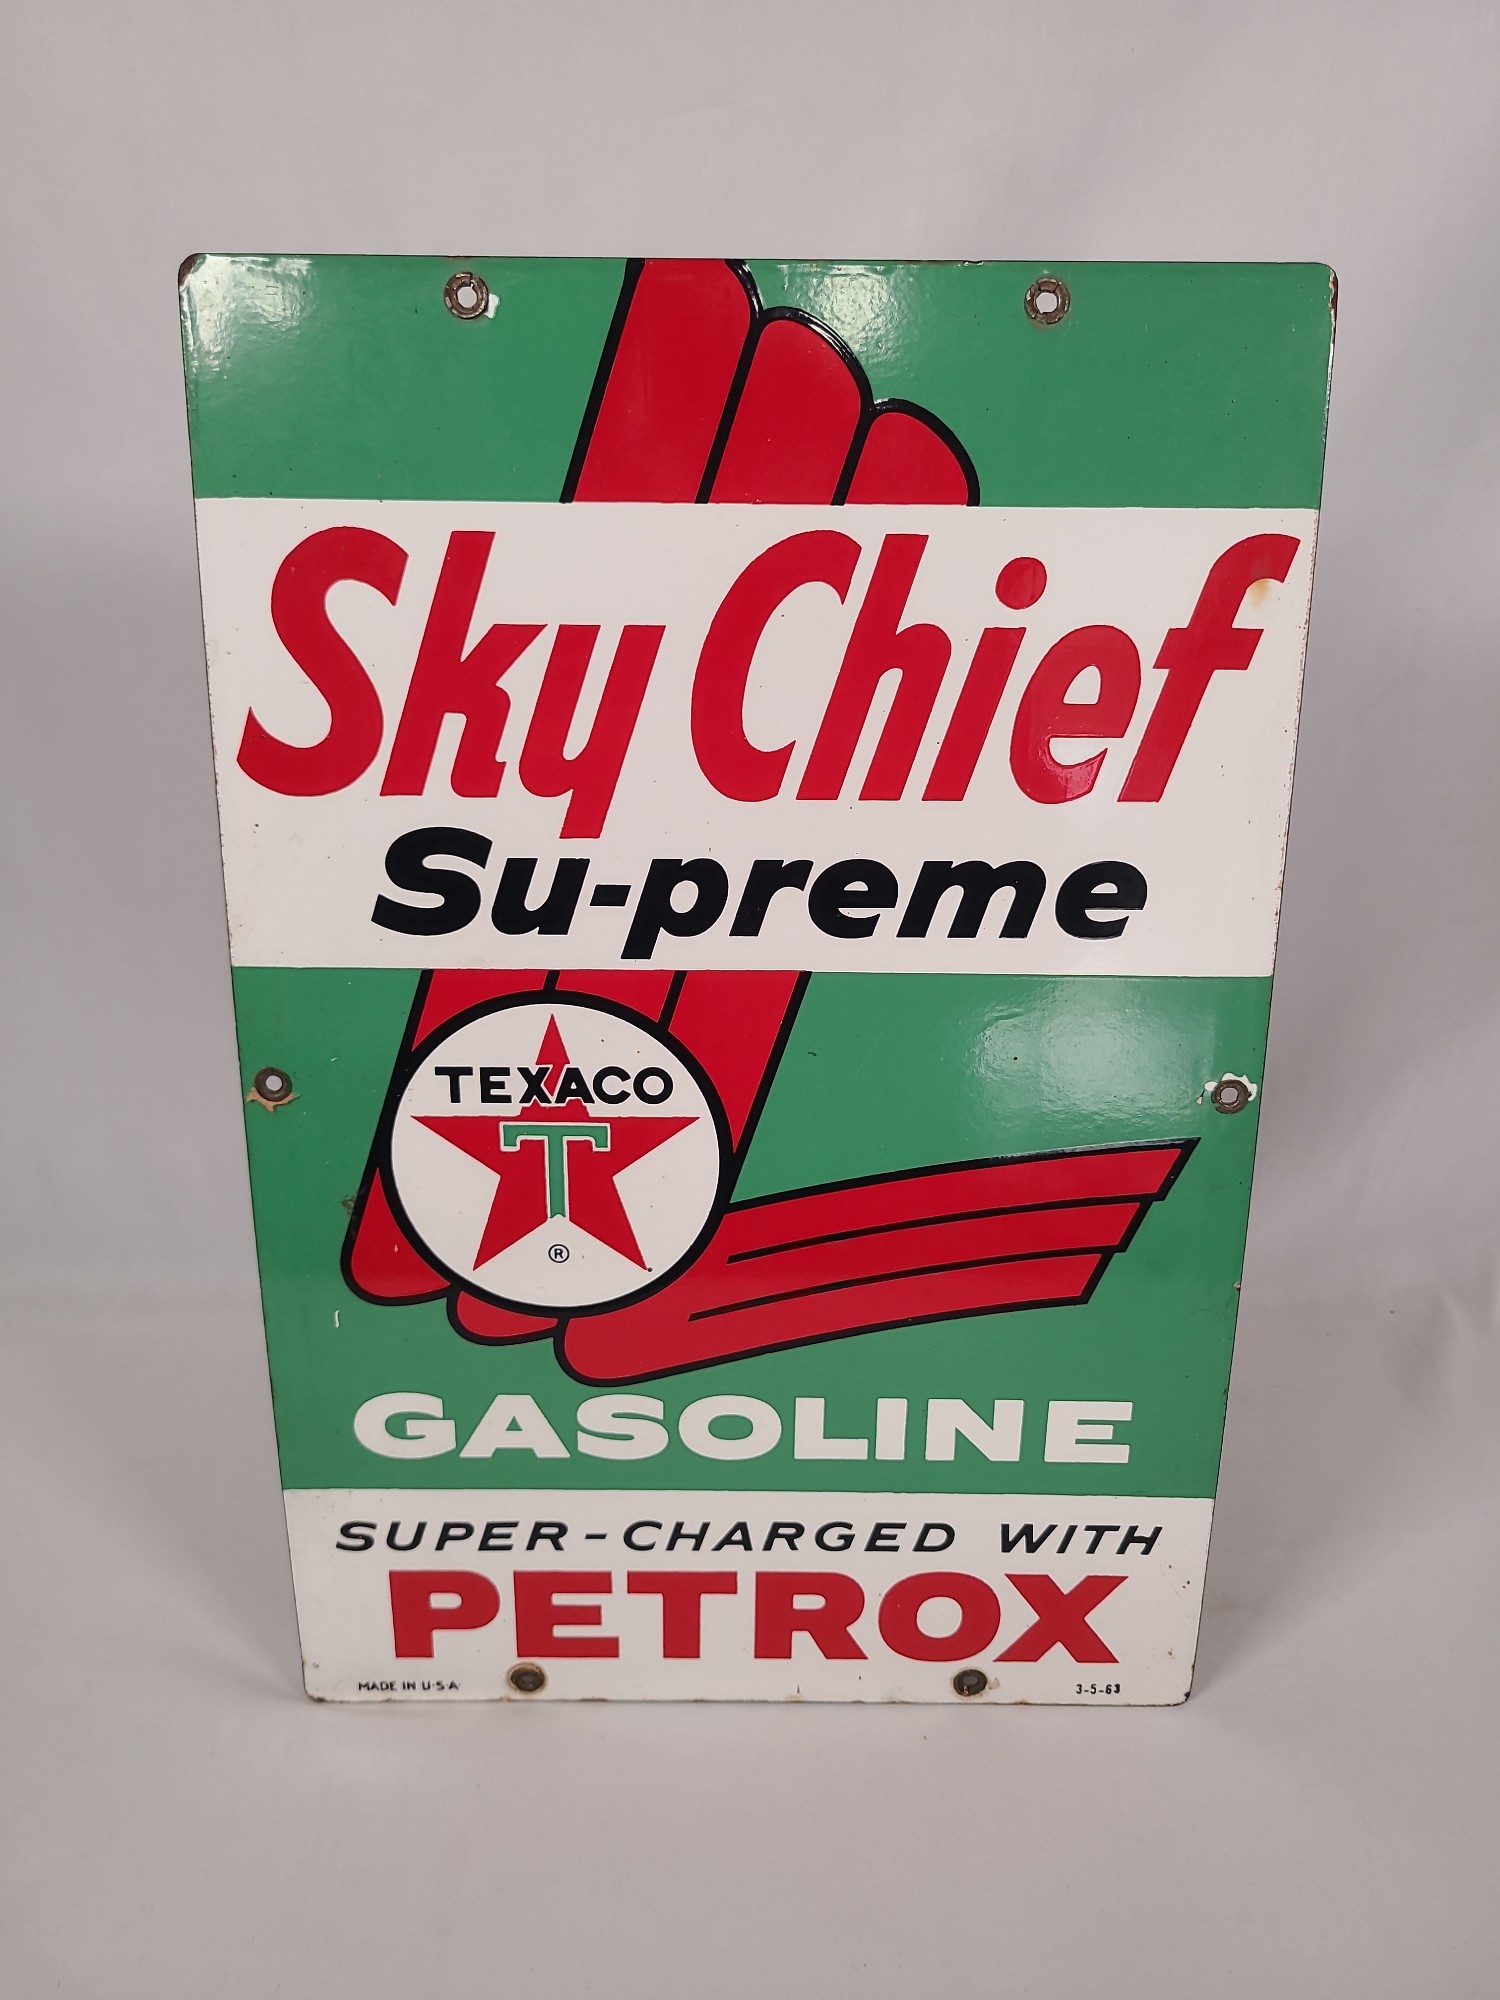 Sky Chief
Su-preme
TEXACO
T
®
GASOLINE
SUPER-CHARGED WITH
PETROX
MADE IN U·S·A· 3-5-63